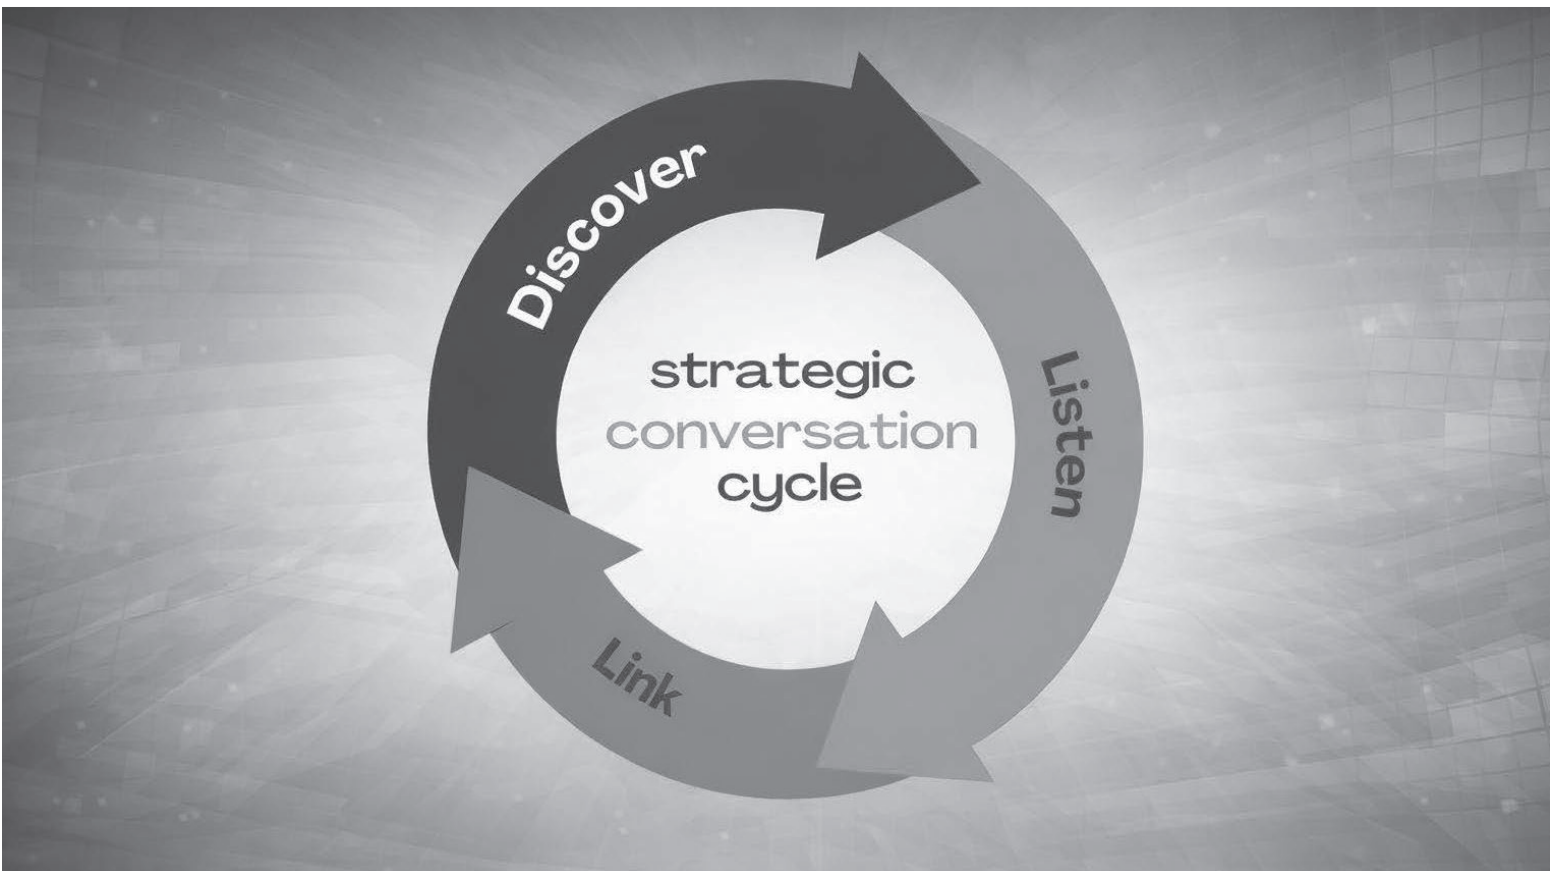 Discover
Listen
Link
strategic
conversation
cycle